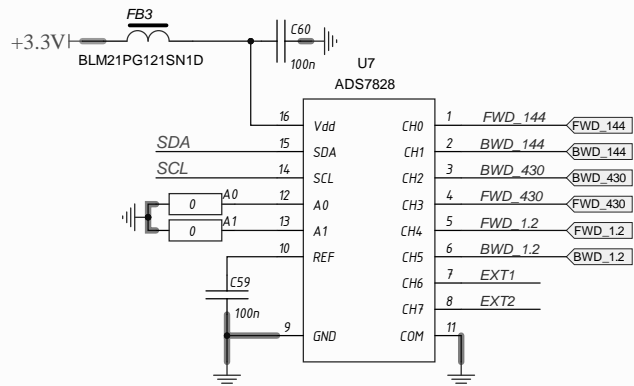 FB3
+3.3V
BLM21PG121SN1D
C60
100n
U7
ADS7828
16 Vdd CH0 1 FWD_144 FWD_144
SDA 15 SDA CH1 2 BWD_144 BWD_144
SCL 14 SCL CH2 3 BWD_430 BWD_430
0 A0 12 A0 CH3 4 FWD_430 FWD_430
0 A1 13 A1 CH4 5 FWD_1.2 FWD_1.2
10 REF CH5 6 BWD_1.2 BWD_1.2
CH6 7 EXT1
C59
100n
CH7 8 EXT2
9 GND COM 11